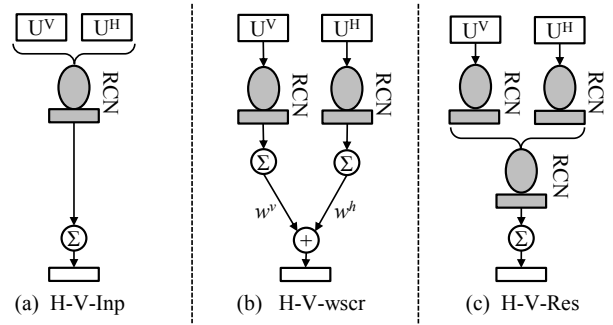 U^V U^H
RCN
Σ
(a) H-V-Inp
U^V U^H
RCN RCN
Σ Σ
w^v w^h
+
(b) H-V-wscr
U^V U^H
RCN RCN
RCN
Σ
(c) H-V-Res